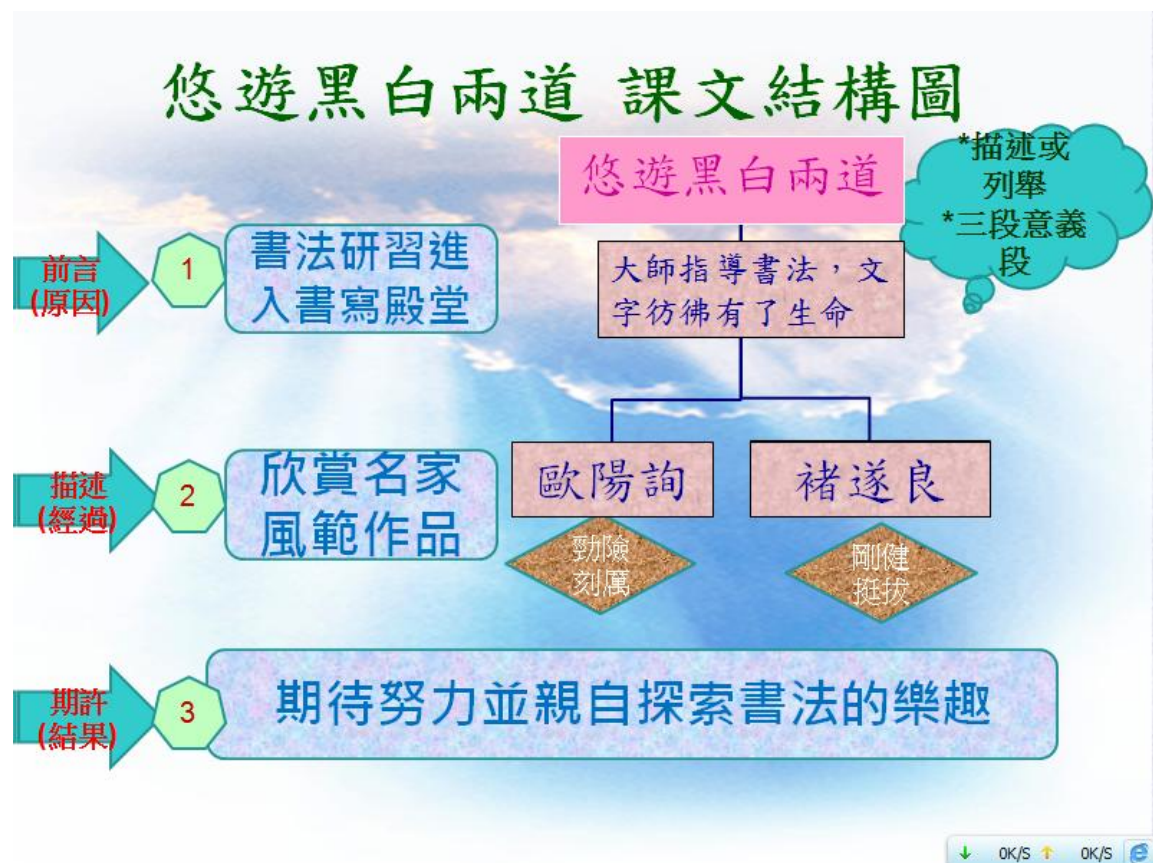 悠遊黑白兩道 課文結構圖
悠遊黑白兩道
*描述或
列舉
*三段意義
段
前言
(原因)
1
書法研習進
入書寫殿堂
大師指導書法，文
字彷彿有了生命
描述
(經過)
2
欣賞名家
風範作品
歐陽詢
褚遂良
勁險
刻厲
剛健
挺拔
期許
(結果)
3
期待努力並親自探索書法的樂趣
0K/S
0K/S